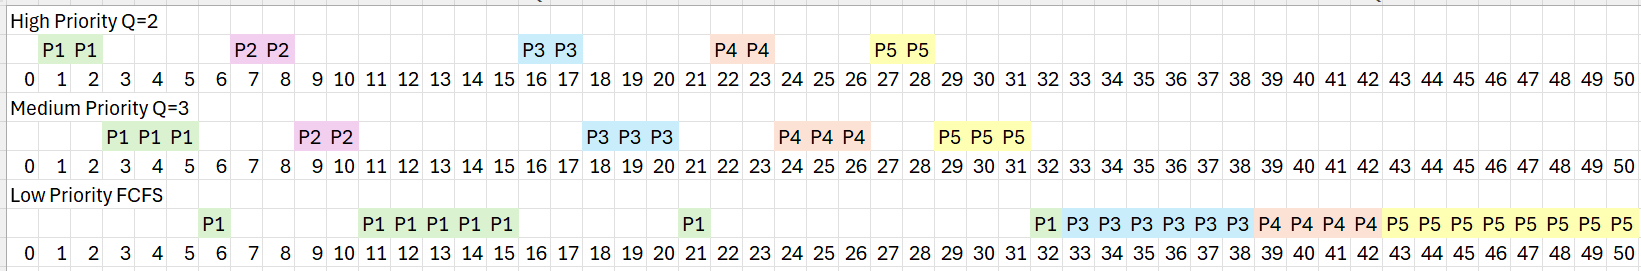 High Priority Q=2
P1 P1 P2 P2 P3 P3 P4 P4 P5 P5
0 1 2 3 4 5 6 7 8 9 10 11 12 13 14 15 16 17 18 19 20 21 22 23 24 25 26 27 28 29 30 31 32 33 34 35 36 37 38 39 40 41 42 43 44 45 46 47 48 49 50
Medium Priority Q=3
P1 P1 P1 P2 P2 P3 P3 P3 P4 P4 P4 P5 P5 P5
0 1 2 3 4 5 6 7 8 9 10 11 12 13 14 15 16 17 18 19 20 21 22 23 24 25 26 27 28 29 30 31 32 33 34 35 36 37 38 39 40 41 42 43 44 45 46 47 48 49 50
Low Priority FCFS
P1 P1 P1 P1 P1 P1 P1 P1 P3 P3 P3 P3 P3 P3 P4 P4 P4 P4 P5 P5 P5 P5 P5 P5 P5 P5
0 1 2 3 4 5 6 7 8 9 10 11 12 13 14 15 16 17 18 19 20 21 22 23 24 25 26 27 28 29 30 31 32 33 34 35 36 37 38 39 40 41 42 43 44 45 46 47 48 49 50